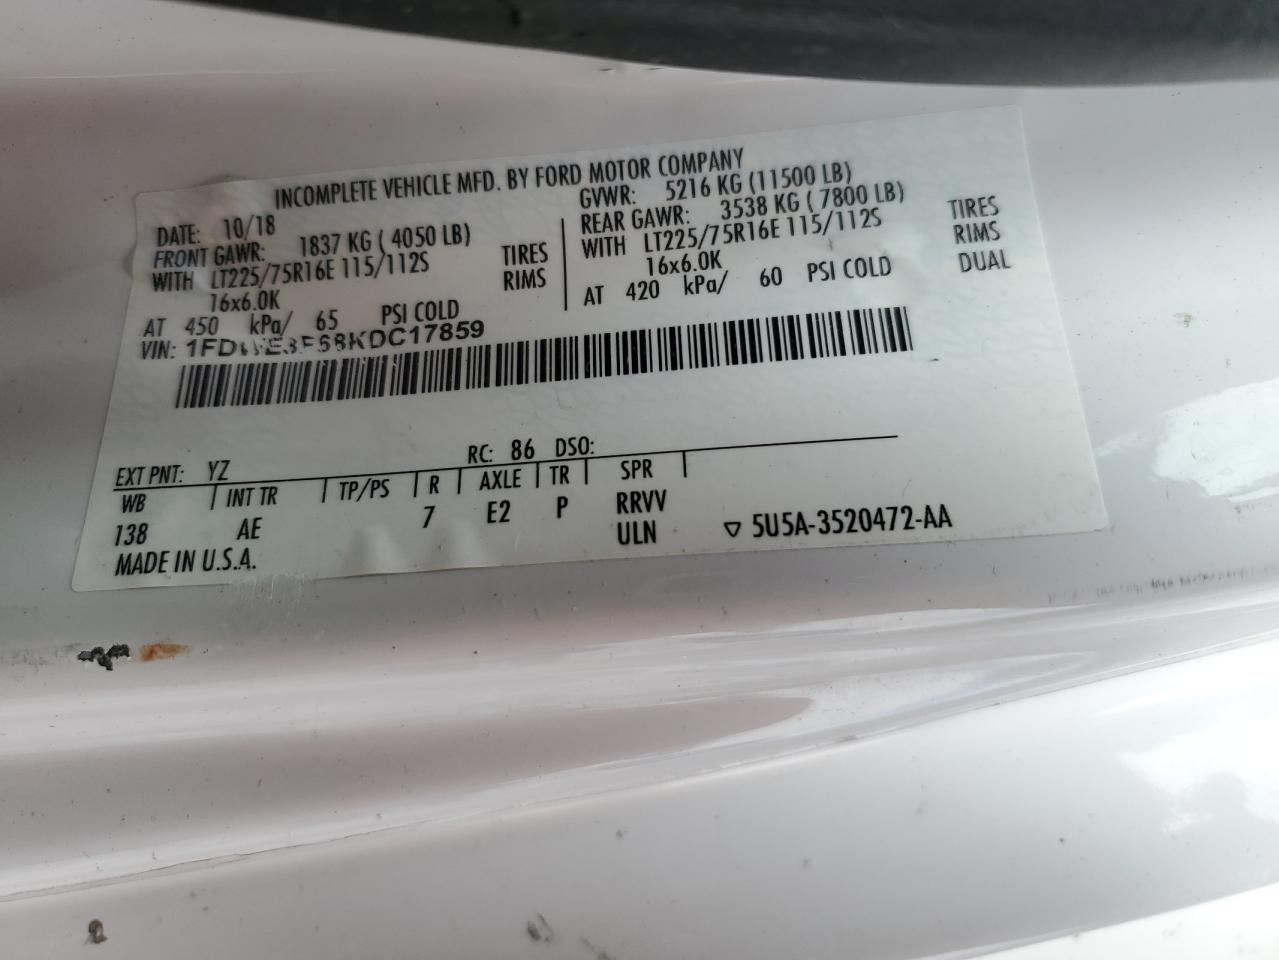 INCOMPLETE VEHICLE MFD. BY FORD MOTOR COMPANY
DATE: 10/18
GVWR: 5216 KG (11500 LB)
FRONT GAWR: 1837 KG ( 4050 LB)
REAR GAWR: 3538 KG ( 7800 LB)
WITH LT225/75R16E 115/112S TIRES
WITH LT225/75R16E 115/112S TIRES
16x6.0K RIMS
16x6.0K RIMS
AT 450 kPa/ 65 PSI COLD
AT 420 kPa/ 60 PSI COLD DUAL
VIN: 1FDWE3F68KDC17859
EXT PNT: YZ RC: 86 DSO:
WB INT TR TP/PS R AXLE TR SPR
138 AE 7 E2 P RRVV
MADE IN U.S.A. ULN ▽ 5U5A-3520472-AA